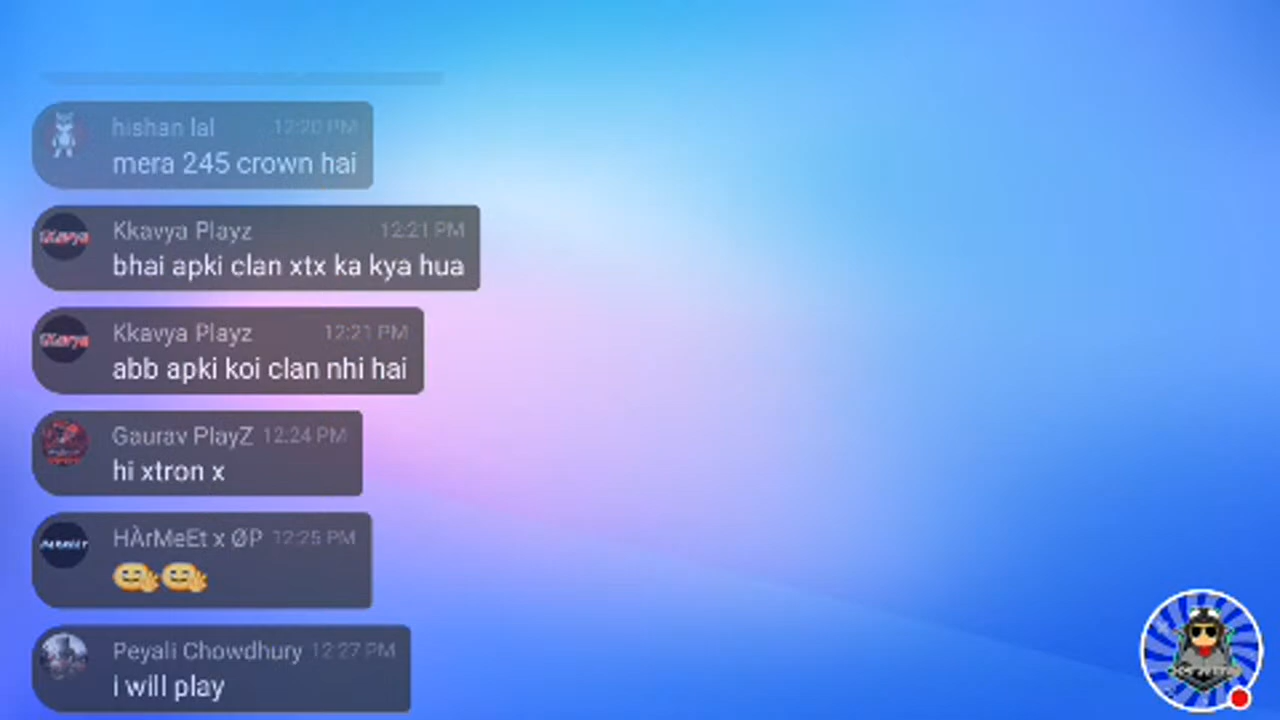 hishan lal 12:20 PM
mera 245 crown hai
Kkavya Playz 12:21 PM
bhai apki clan xtx ka kya hua
Kkavya Playz 12:21 PM
abb apki koi clan nhi hai
Gaurav PlayZ 12:24 PM
hi xtron x
HÀrMeEt x ØP 12:25 PM
Peyali Chowdhury 12:27 PM
i will play